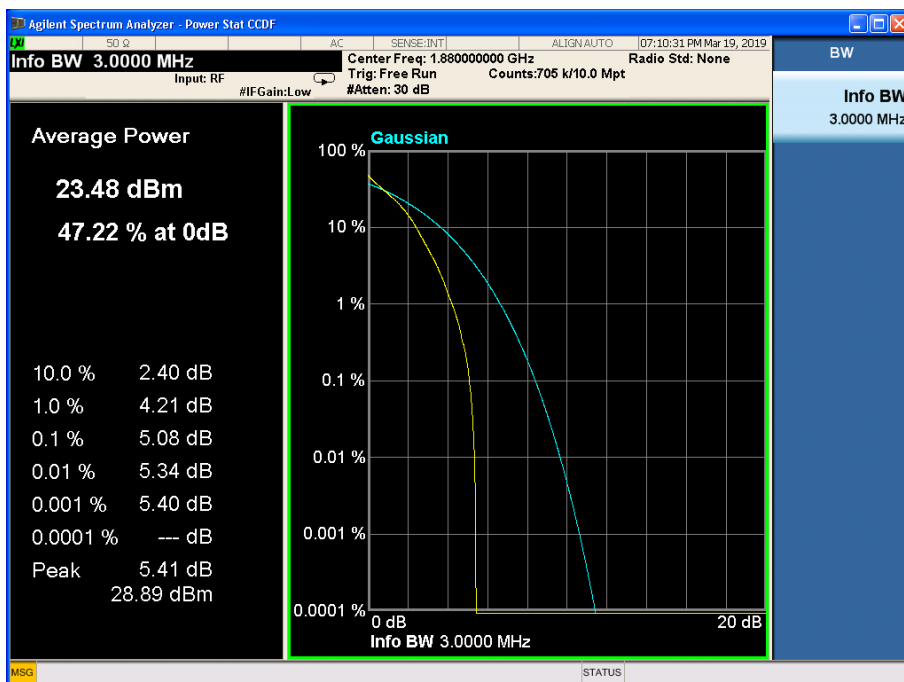 Agilent Spectrum Analyzer - Power Stat CCDF
LXI 50 Ω AC SENSE:INT ALIGN AUTO 07:10:31 PM Mar 19, 2019
Info BW 3.0000 MHz
Center Freq: 1.880000000 GHz Radio Std: None
Input: RF Trig: Free Run Counts:705 k/10.0 Mpt
#IFGain:Low #Atten: 30 dB
BW
Info BW
3.0000 MHz
Average Power
23.48 dBm
47.22 % at 0dB
10.0 % 2.40 dB
1.0 % 4.21 dB
0.1 % 5.08 dB
0.01 % 5.34 dB
0.001 % 5.40 dB
0.0001 % --- dB
Peak 5.41 dB
28.89 dBm
Gaussian
100 %
10 %
1 %
0.1 %
0.01 %
0.001 %
0.0001 %
0 dB 20 dB
Info BW 3.0000 MHz
MSG STATUS